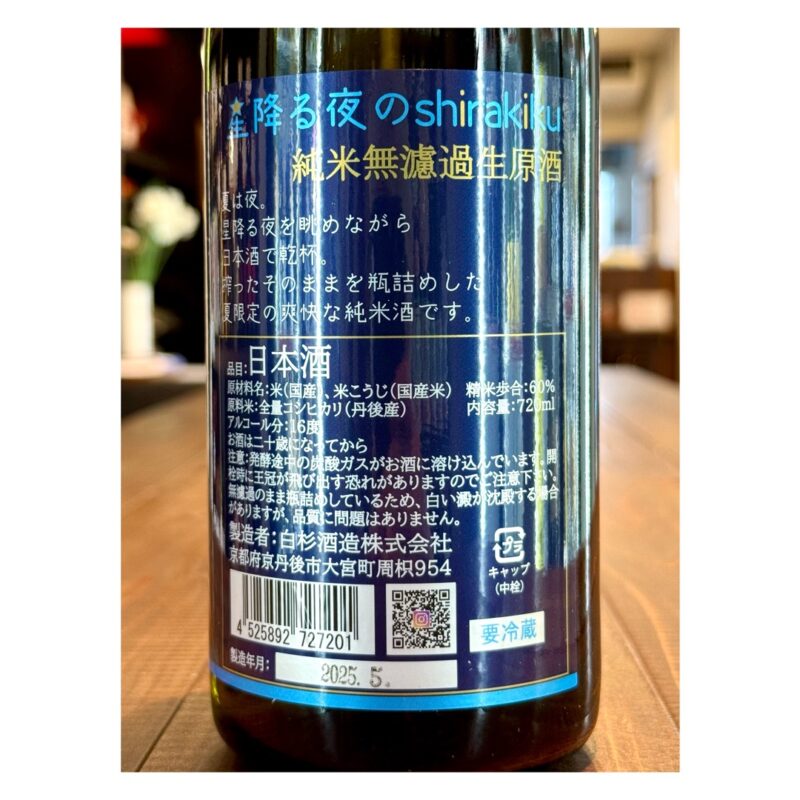 星降る夜のshirakiku
純米無濾過生原酒
夏は夜。
星降る夜を眺めながら
日本酒で乾杯。
搾ったそのままを瓶詰めした
夏限定の爽快な純米酒です。
品目:日本酒
原材料名:米(国産)、米こうじ(国産米) 精米歩合:60%
原料米:全量コシヒカリ(丹後産) 内容量:720ml
アルコール分:16度
お酒は二十歳になってから
注意:発酵途中の炭酸ガスがお酒に溶け込んでいます。開
栓時に王冠が飛び出す恐れがありますのでご注意下さい。
無濾過のまま瓶詰めしているため、白い澱が沈殿する場合
がありますが、品質に問題はありません。
製造者:白杉酒造株式会社
京都府京丹後市大宮町周枳954
プラ
キャップ
(中栓)
4 525892 727201
要冷蔵
製造年月: 2025. 5.